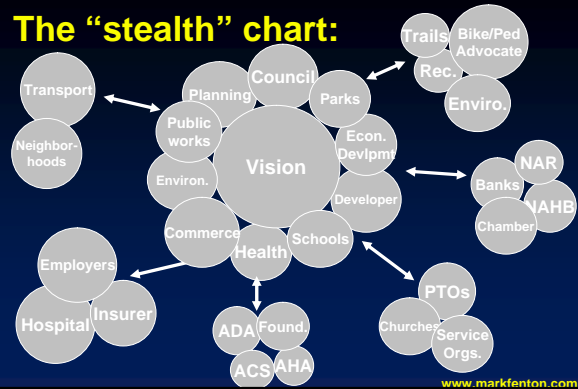 The “stealth” chart:
Trails
Bike/Ped
Advocate
Rec.
Enviro.
Transport
Neighbor-
hoods
Planning
Council
Parks
Public
works
Econ.
Devlpmt
Vision
Environ.
Developer
Commerce
Health
Schools
NAR
Banks
NAHB
Chamber
Employers
Hospital
Insurer
ADA
Found.
ACS
AHA
PTOs
Churches
Service
Orgs.
www.markfenton.com